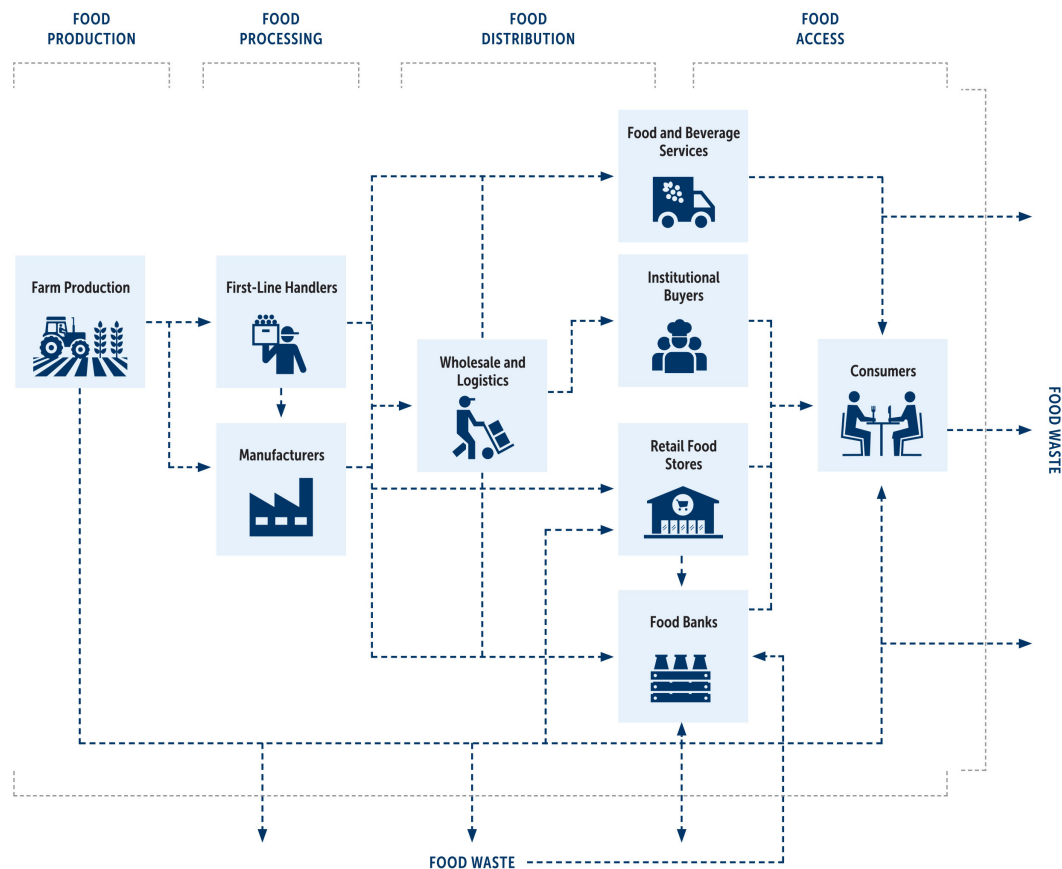 FOOD
PRODUCTION
FOOD
PROCESSING
FOOD
DISTRIBUTION
FOOD
ACCESS
Food and Beverage
Services
Farm Production
First-Line Handlers
Institutional
Buyers
Wholesale and
Logistics
Consumers
Manufacturers
Retail Food
Stores
FOOD WASTE
Food Banks
FOOD WASTE